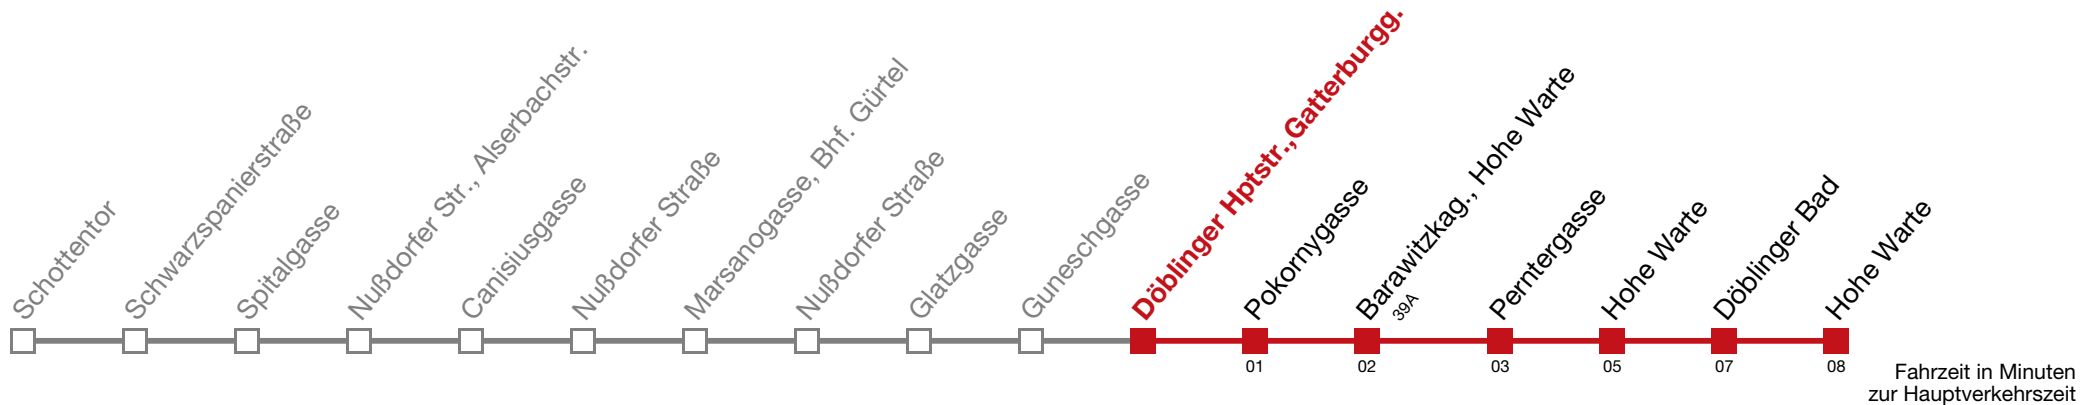 Schottentor
Schwarzspanierstraße
Spitalgasse
Nußdorfer Str., Alserbachstr.
Canisiusgasse
Nußdorfer Straße
Marsanogasse, Bhf. Gürtel
Nußdorfer Straße
Glatzgasse
Guneschgasse
Döblinger Hptstr.,Gatterburgg.
Pokornygasse
Barawitzkag., Hohe Warte
39A
Perntergasse
Hohe Warte
Döblinger Bad
Hohe Warte
01
02
03
05
07
08
Fahrzeit in Minuten
zur Hauptverkehrszeit